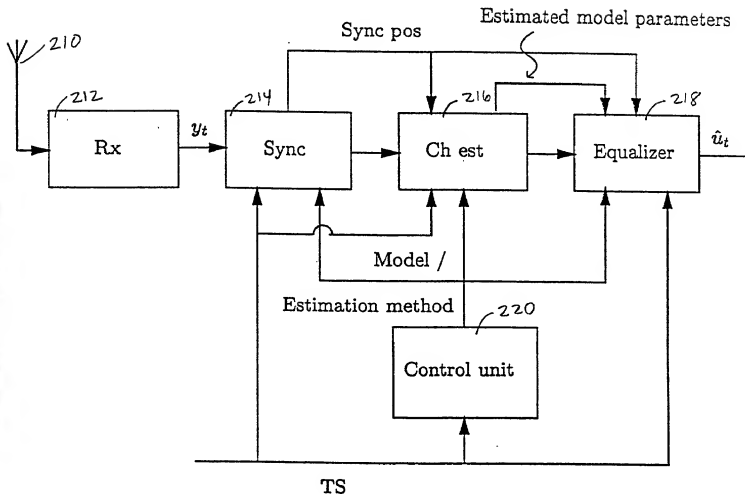 Estimated model parameters
Sync pos
210
212
214
216
218
Rx
y_t
Sync
Ch est
Equalizer
û_t
Model /
Estimation method
220
Control unit
TS